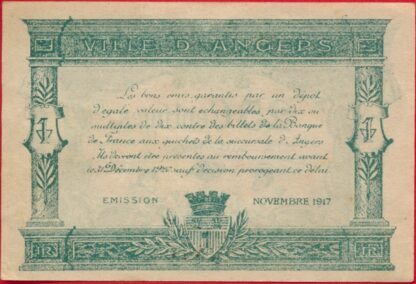 VILLE D'ANGERS
Les bons émis, garantis par un dépôt
d'égale valeur sont échangeables, par dix ou
multiples de dix contre des billets de la Banque
de France aux guichets de la succursale d'Angers
Ils devront être présentés au remboursement avant
le 31 Décembre 1920 sauf décision prorogeant ce délai
EMISSION NOVEMBRE 1917